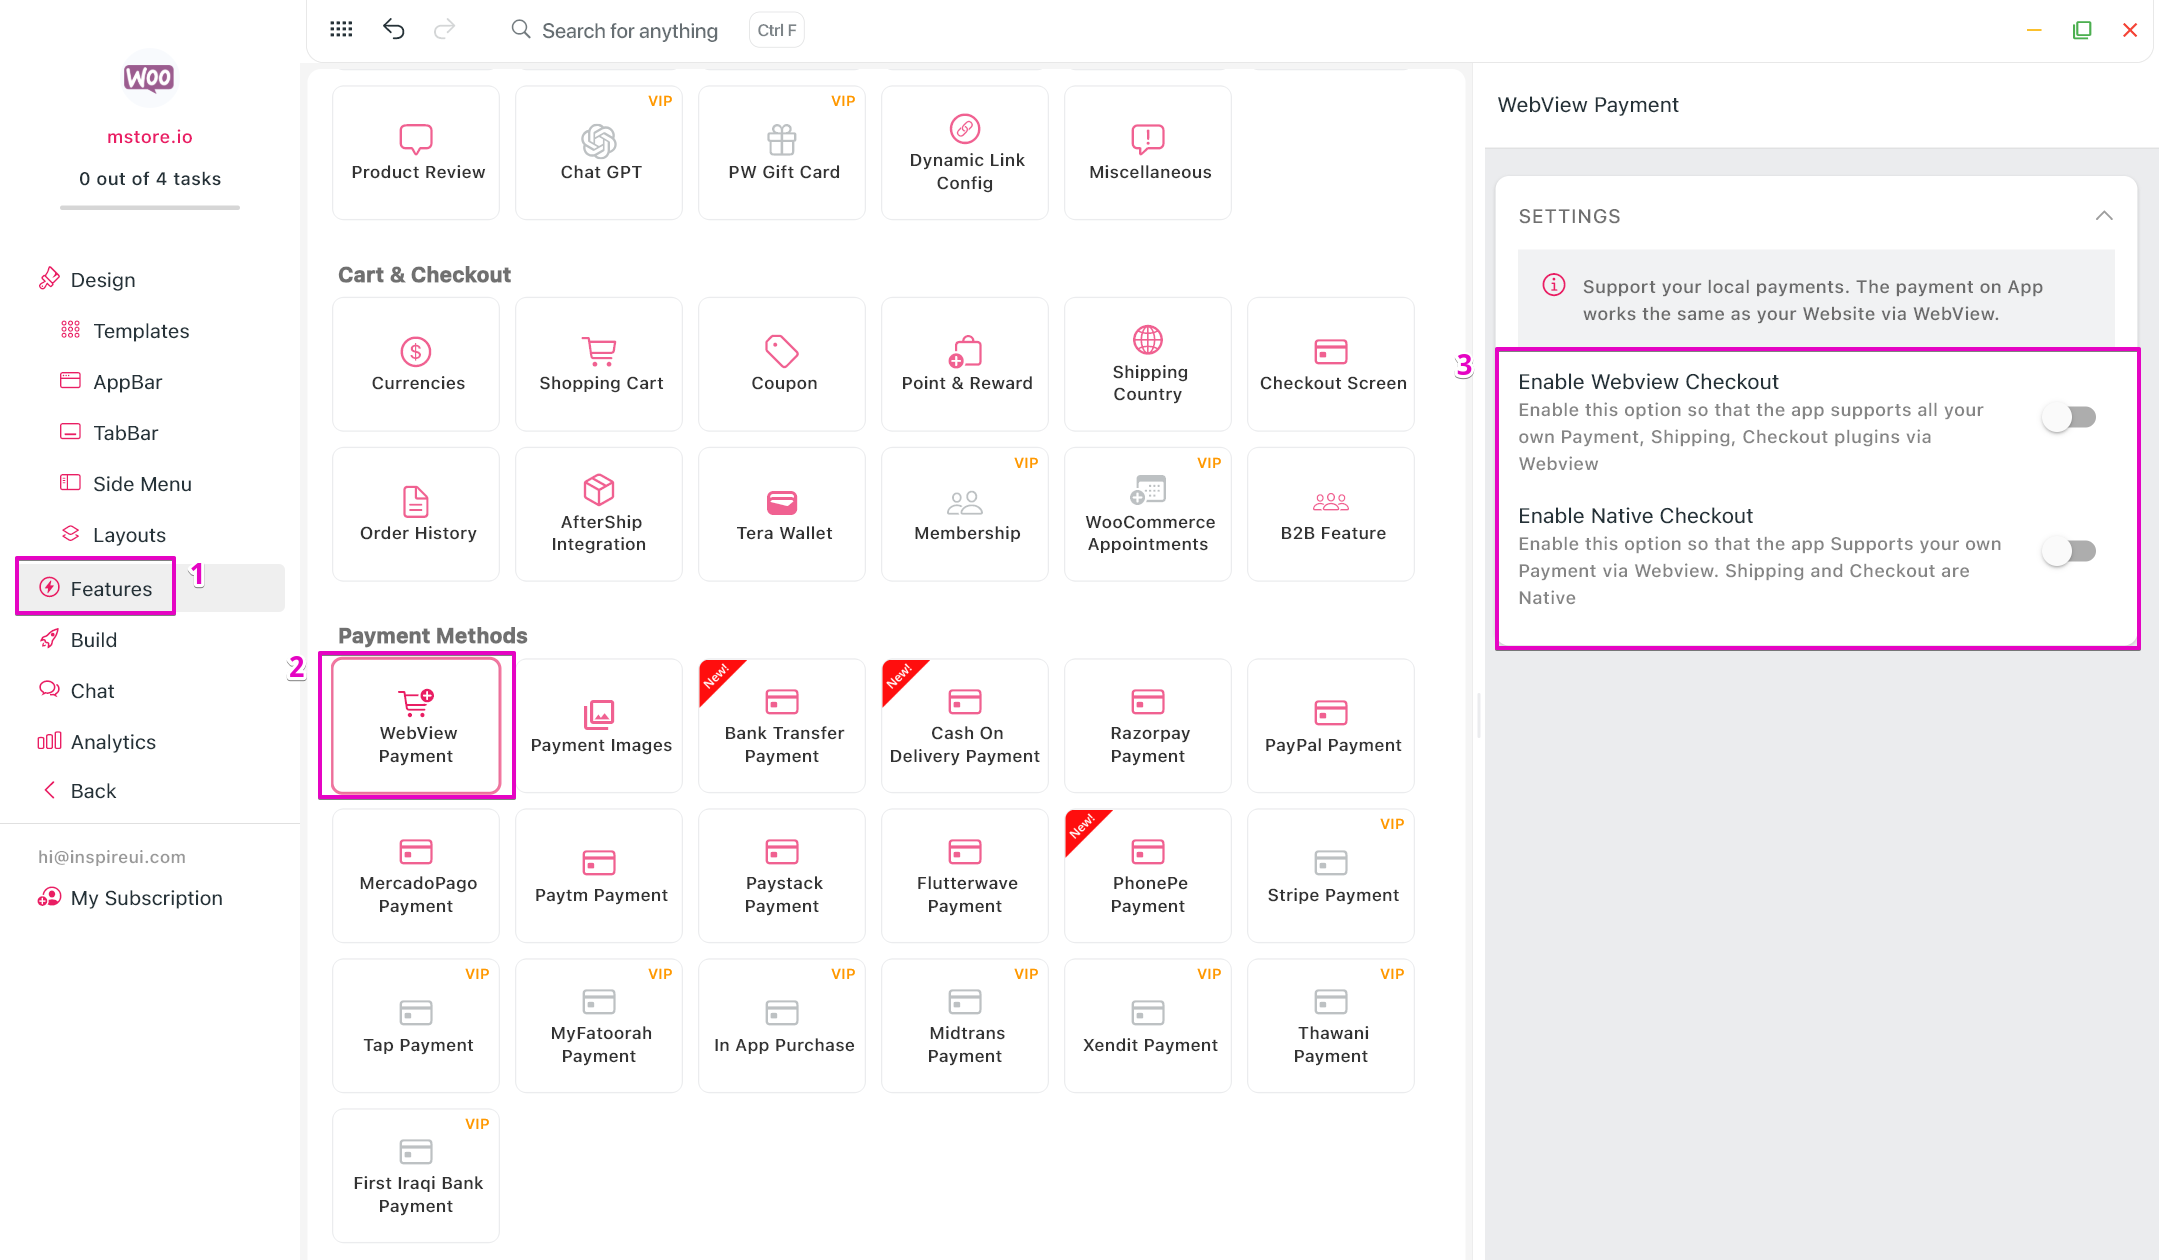 Search for anything
Ctrl F
WOO
mstore.io
0 out of 4 tasks
Design
Templates
AppBar
TabBar
Side Menu
Layouts
Features
1
Build
Chat
Analytics
Back
hi@inspireui.com
My Subscription
Product Review
VIP
Chat GPT
VIP
PW Gift Card
Dynamic Link
Config
Miscellaneous
Cart & Checkout
Currencies
Shopping Cart
Coupon
Point & Reward
Shipping
Country
Checkout Screen
Order History
AfterShip
Integration
Tera Wallet
VIP
Membership
VIP
WooCommerce
Appointments
B2B Feature
Payment Methods
2
WebView
Payment
Payment Images
New!
Bank Transfer
Payment
New!
Cash On
Delivery Payment
Razorpay
Payment
PayPal Payment
MercadoPago
Payment
Paytm Payment
Paystack
Payment
Flutterwave
Payment
New!
PhonePe
Payment
VIP
Stripe Payment
VIP
Tap Payment
VIP
MyFatoorah
Payment
VIP
In App Purchase
VIP
Midtrans
Payment
VIP
Xendit Payment
VIP
Thawani
Payment
VIP
First Iraqi Bank
Payment
WebView Payment
SETTINGS
Support your local payments. The payment on App
works the same as your Website via WebView.
3
Enable Webview Checkout
Enable this option so that the app supports all your
own Payment, Shipping, Checkout plugins via
Webview
Enable Native Checkout
Enable this option so that the app Supports your own
Payment via Webview. Shipping and Checkout are
Native